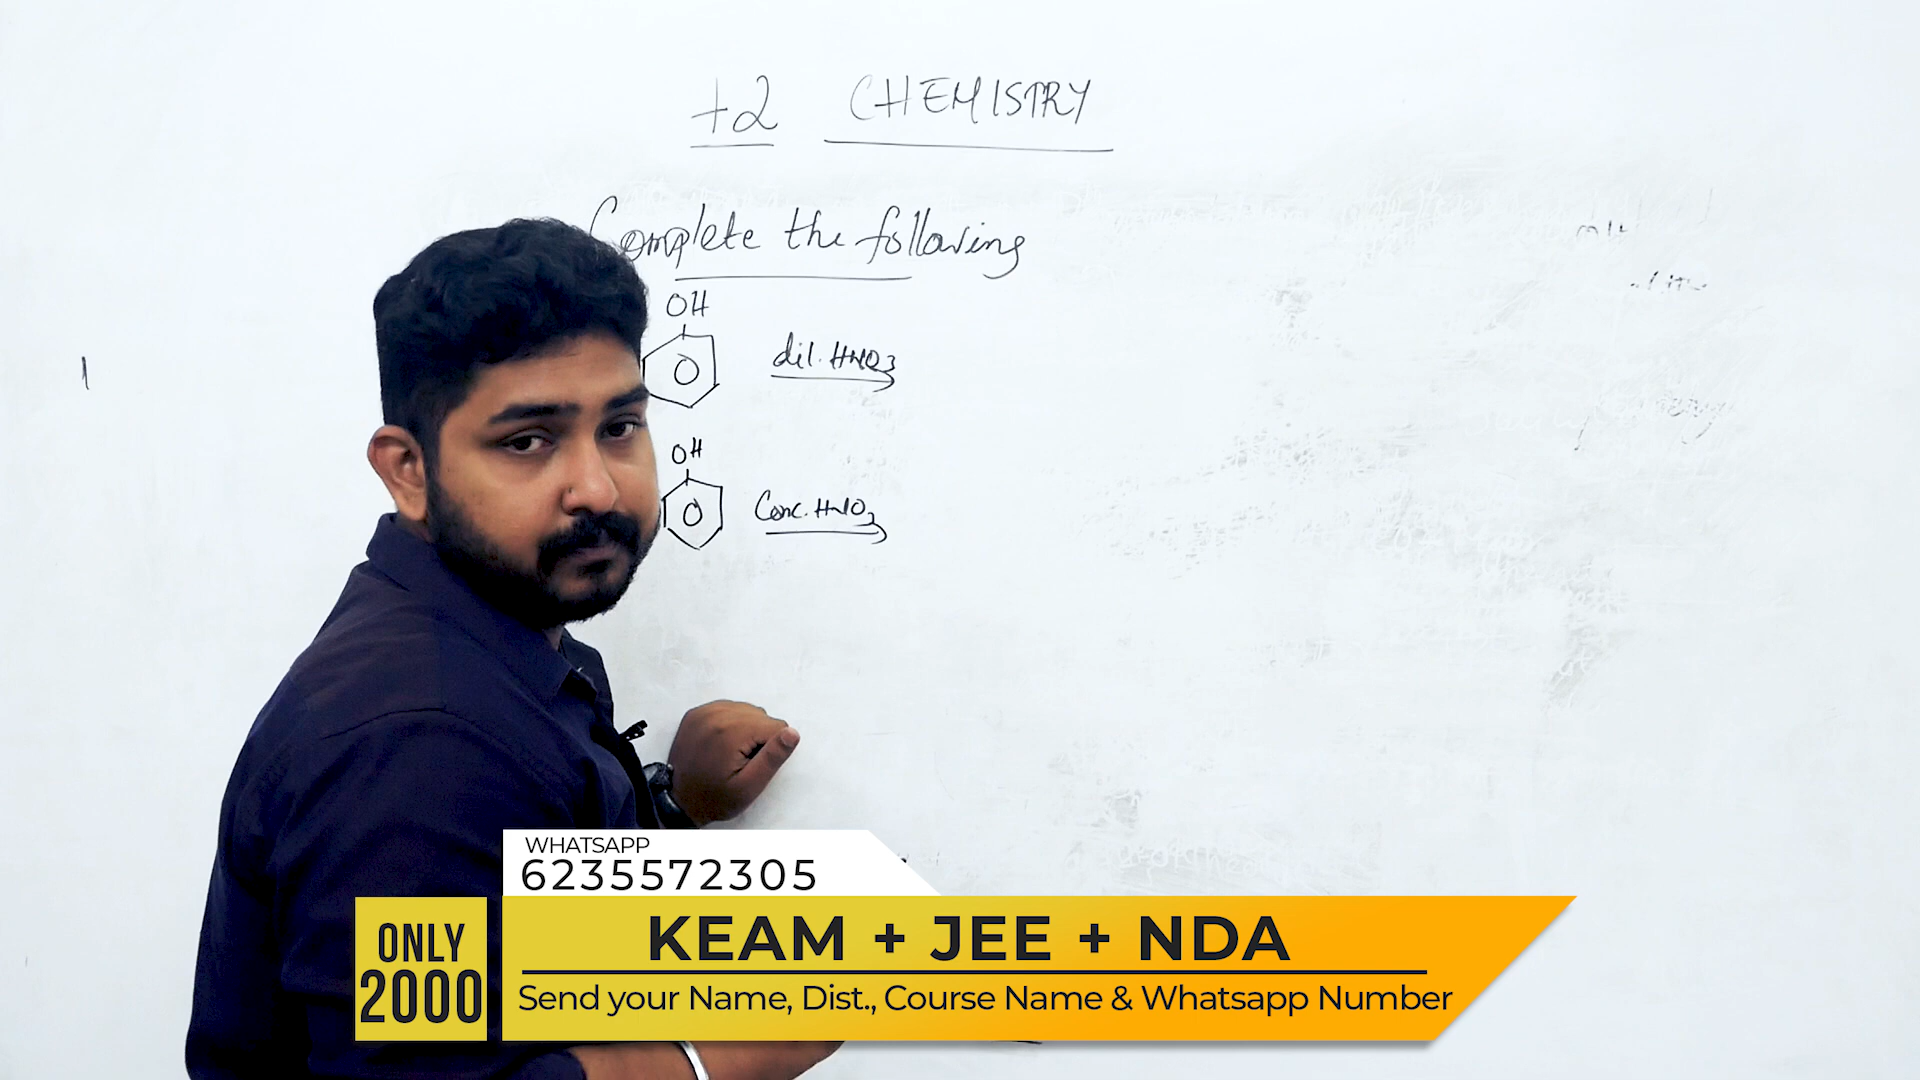 +2 CHEMISTRY
Complete the following
OH
dil. HNO3
OH
Conc. HNO3
WHATSAPP
6235572305
ONLY
2000
KEAM + JEE + NDA
Send your Name, Dist., Course Name & Whatsapp Number